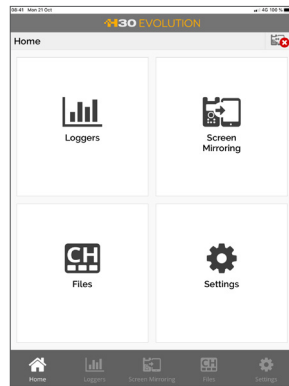 06:41 Mon 21 Oct 4G 100 %
H30 EVOLUTION
Home
Loggers
Screen
Mirroring
CH
Files
Settings
Home Loggers Screen Mirroring Files Settings